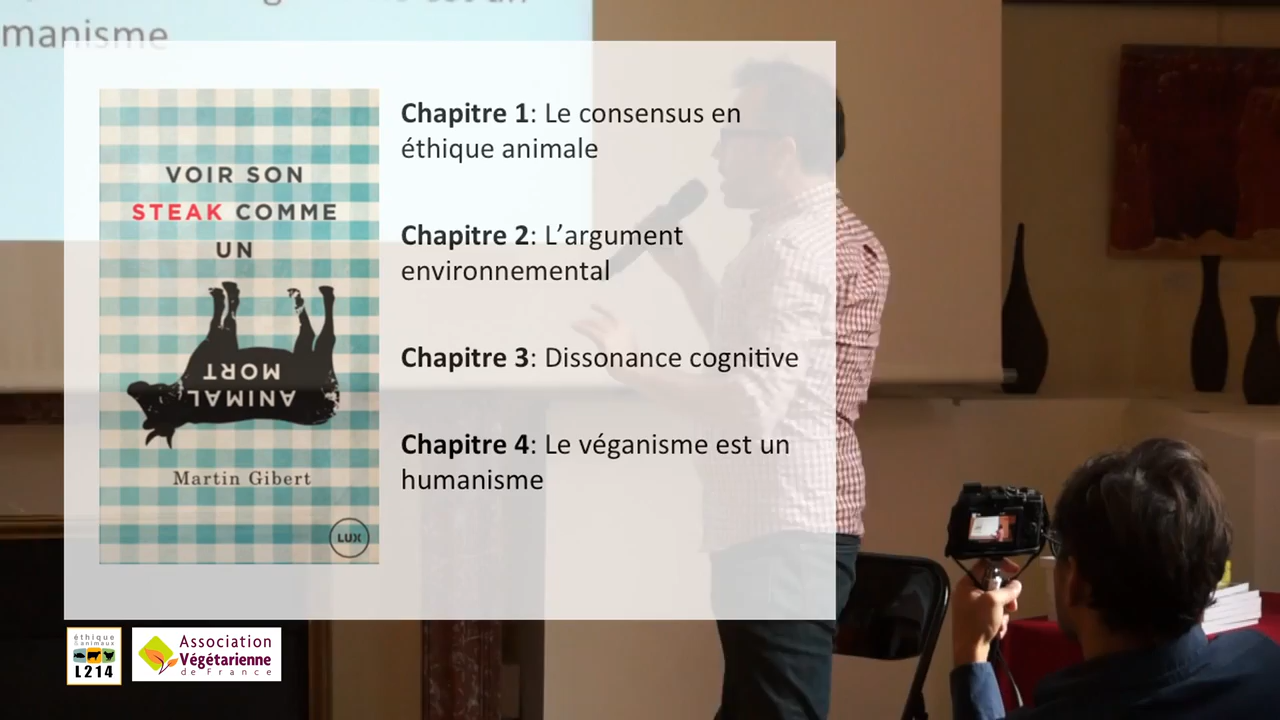 manisme
VOIR SON
STEAK COMME
UN
ANIMAL
MORT
Martin Gibert
LUX
Chapitre 1: Le consensus en
éthique animale
Chapitre 2: L’argument
environnemental
Chapitre 3: Dissonance cognitive
Chapitre 4: Le véganisme est un
humanisme
éthique
& animaux
L214
Association
Végétarienne
de France